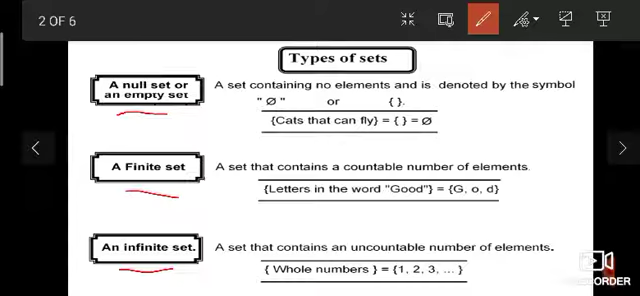 2 OF 6
Types of sets
A null set or
an empty set
A set containing no elements and is denoted by the symbol
" Ø " or { }.
{Cats that can fly} = { } = Ø
A Finite set
A set that contains a countable number of elements.
{Letters in the word "Good"} = {G, o, d}
An infinite set.
A set that contains an uncountable number of elements.
{ Whole numbers } = {1, 2, 3, ... }